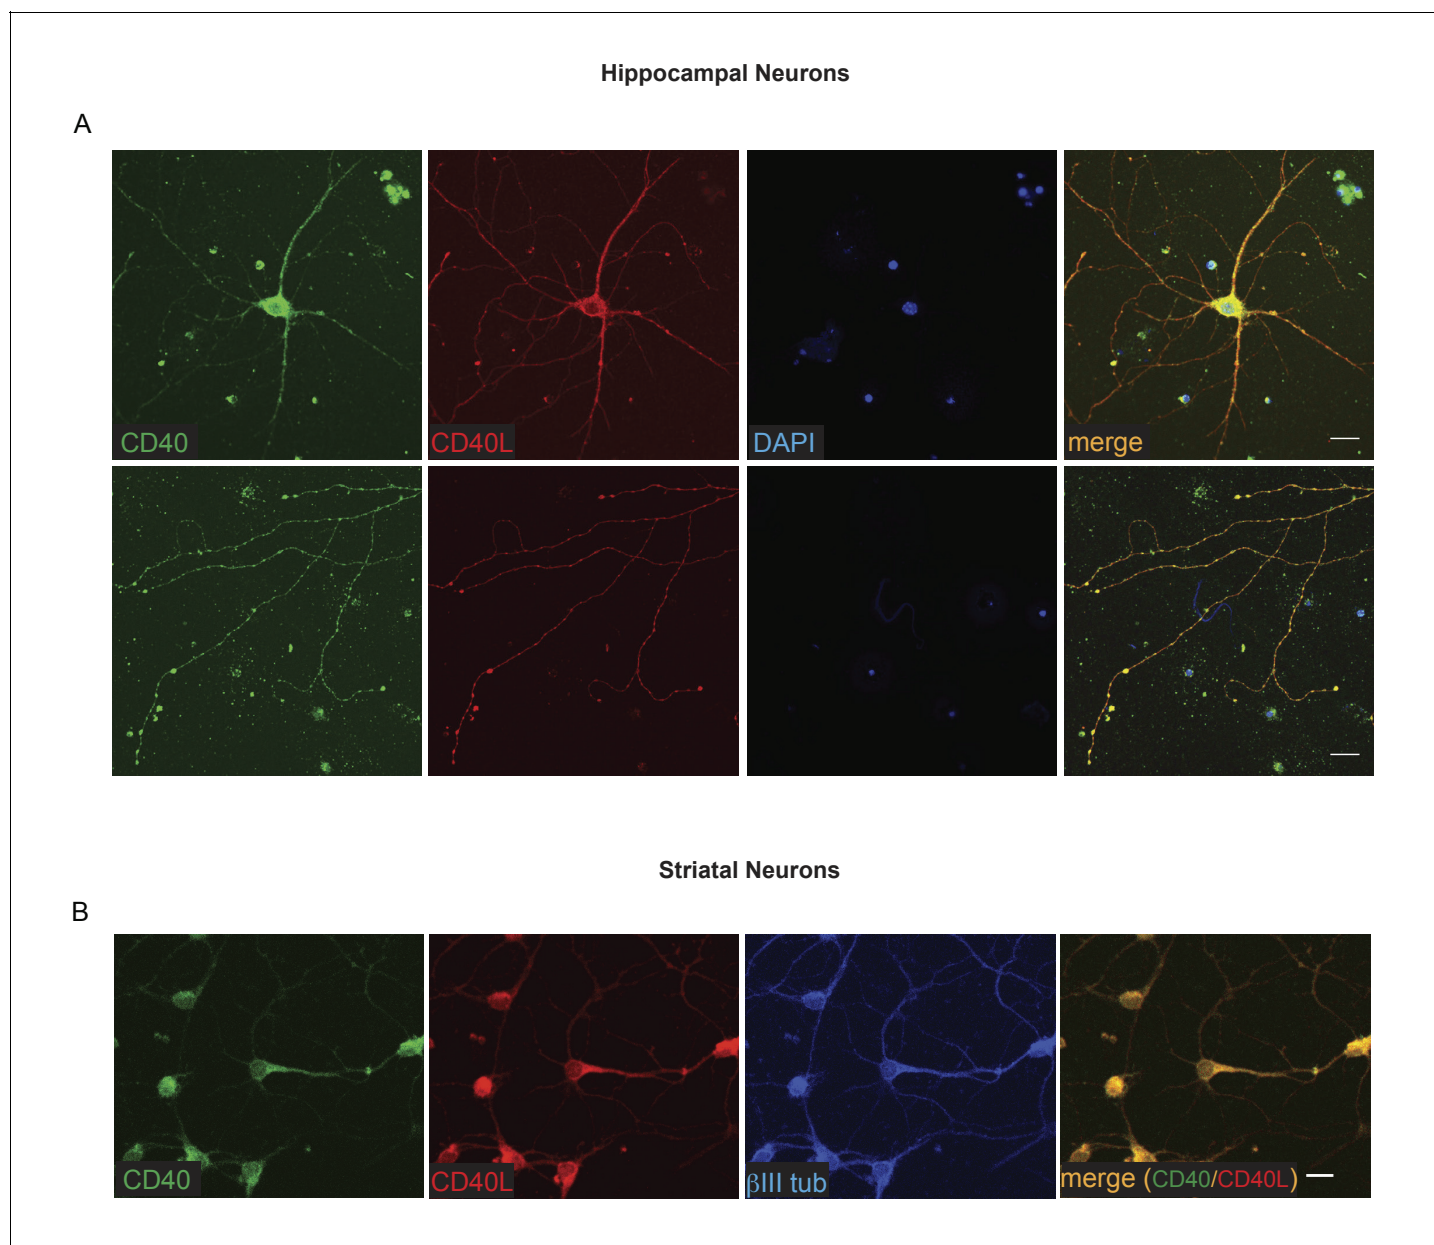 Hippocampal Neurons
A
CD40 CD40L DAPI merge
Striatal Neurons
B
CD40 CD40L βIII tub merge (CD40/CD40L)